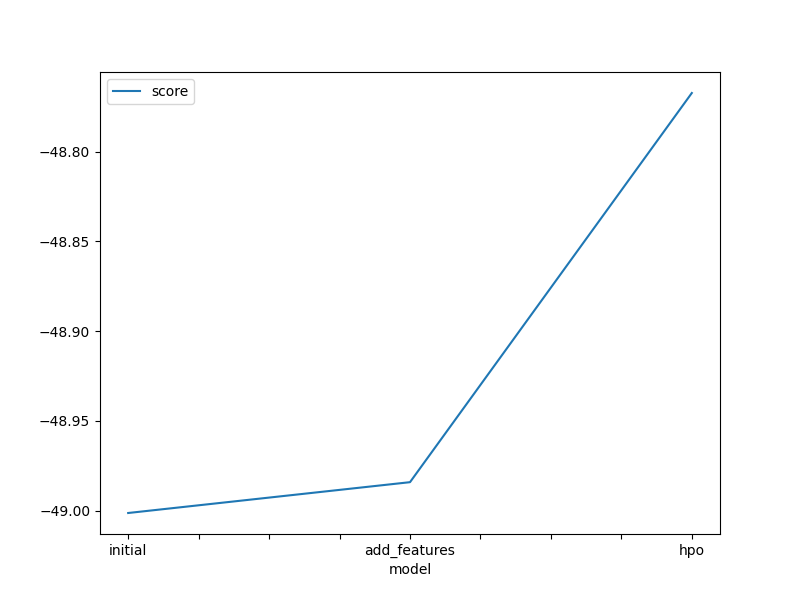 score
−48.80
−48.85
−48.90
−48.95
−49.00
initial
add_features
hpo
model